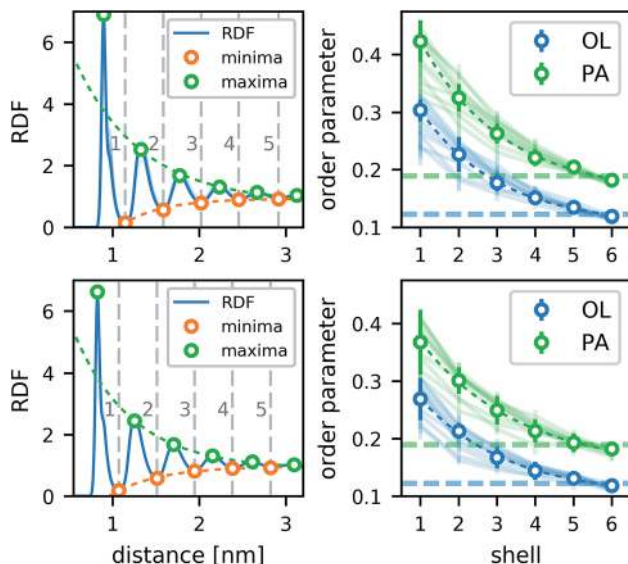 RDF
6
4
2
0
RDF
minima
maxima
1 2 3 4 5
1 2 3
order parameter
0.4
0.3
0.2
0.1
OL
PA
1 2 3 4 5 6
RDF
6
4
2
0
RDF
minima
maxima
1 2 3 4 5
1 2 3
distance [nm]
order parameter
0.4
0.3
0.2
0.1
OL
PA
1 2 3 4 5 6
shell